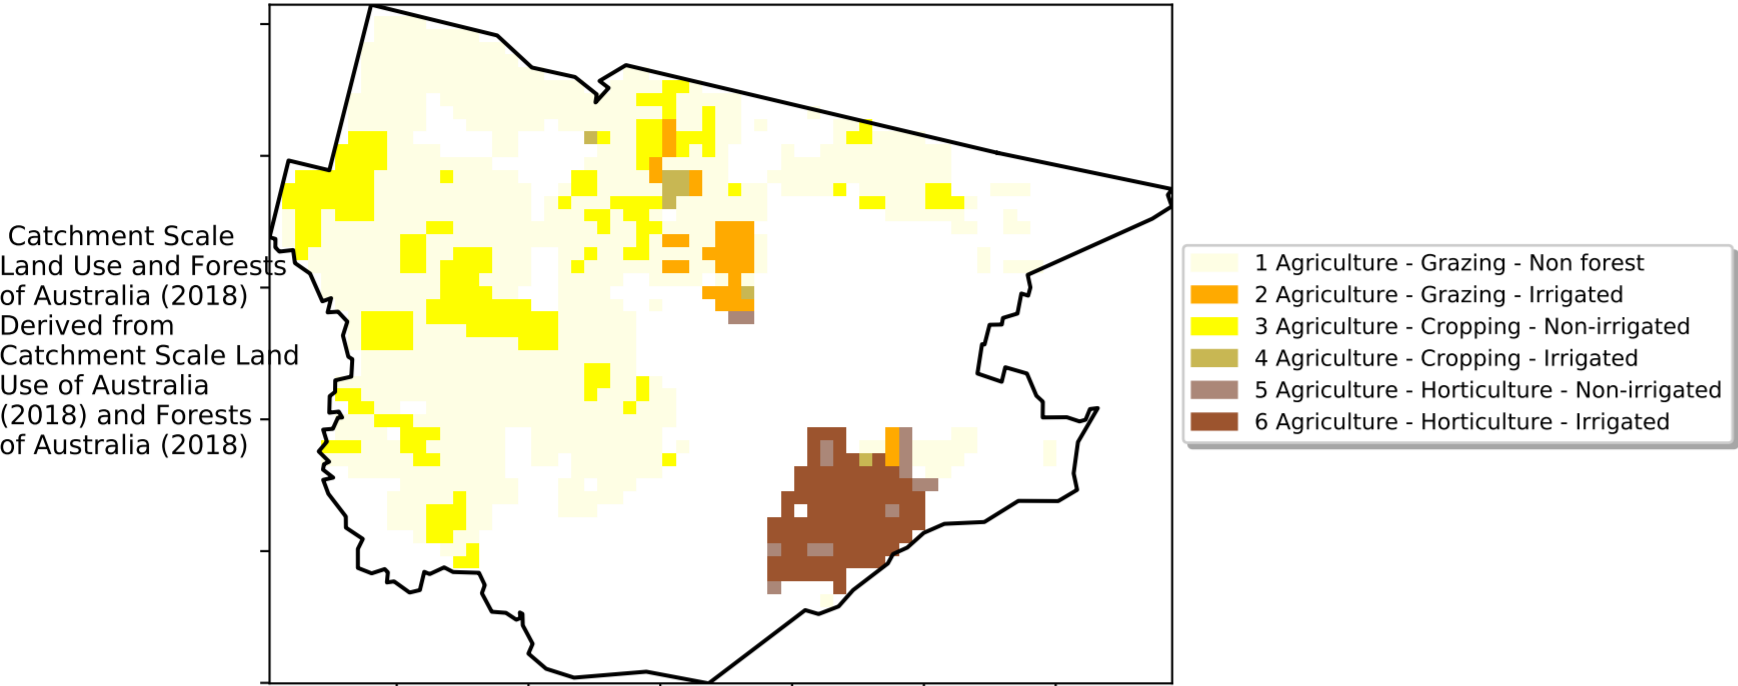 Catchment Scale
Land Use and Forests
of Australia (2018)
Derived from
Catchment Scale Land
Use of Australia
(2018) and Forests
of Australia (2018)
1 Agriculture - Grazing - Non forest
2 Agriculture - Grazing - Irrigated
3 Agriculture - Cropping - Non-irrigated
4 Agriculture - Cropping - Irrigated
5 Agriculture - Horticulture - Non-irrigated
6 Agriculture - Horticulture - Irrigated